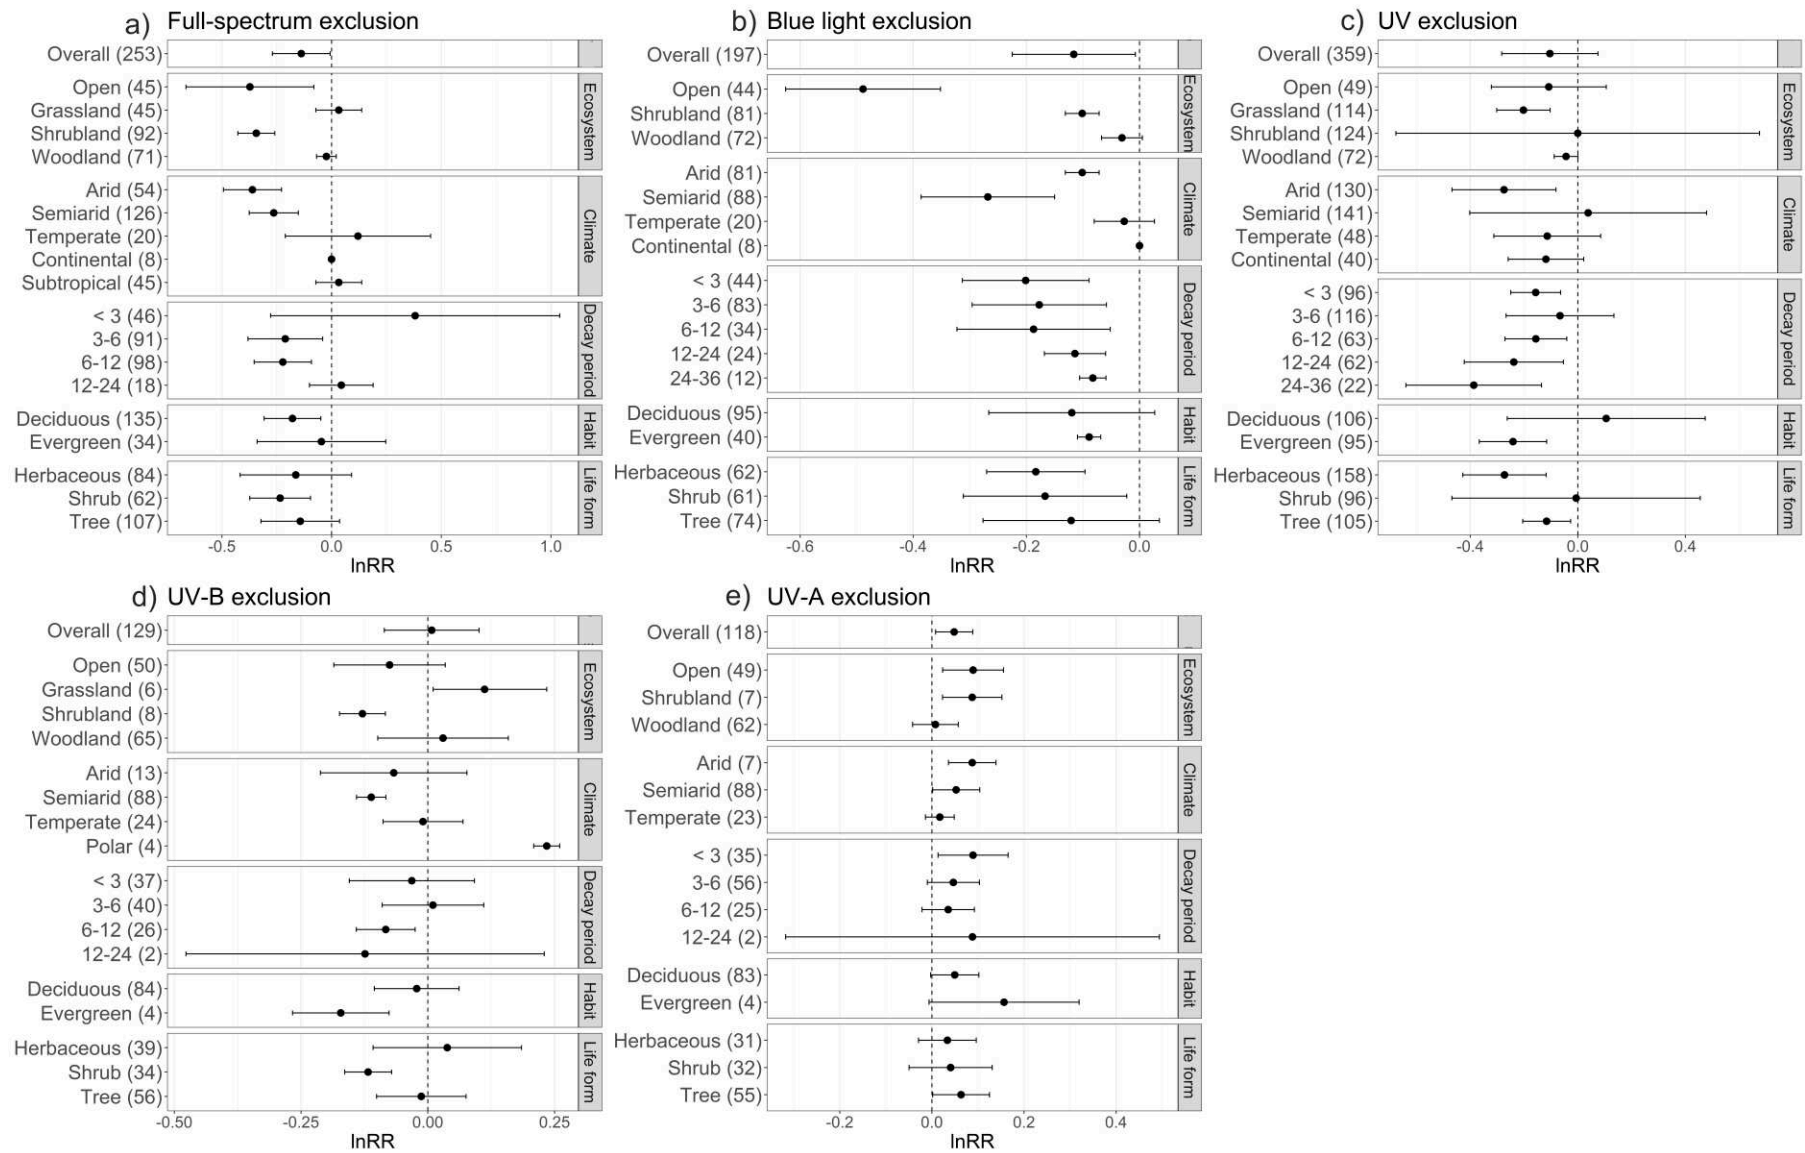 a) Full-spectrum exclusion
Overall (253)
Open (45)
Grassland (45)
Shrubland (92)
Woodland (71)
Ecosystem
Arid (54)
Semiarid (126)
Temperate (20)
Continental (8)
Subtropical (45)
Climate
< 3 (46)
3-6 (91)
6-12 (98)
12-24 (18)
Decay period
Deciduous (135)
Evergreen (34)
Habit
Herbaceous (84)
Shrub (62)
Tree (107)
Life form
-0.5 0.0 0.5 1.0
lnRR
b) Blue light exclusion
Overall (197)
Open (44)
Shrubland (81)
Woodland (72)
Ecosystem
Arid (81)
Semiarid (88)
Temperate (20)
Continental (8)
Climate
< 3 (44)
3-6 (83)
6-12 (34)
12-24 (24)
24-36 (12)
Decay period
Deciduous (95)
Evergreen (40)
Habit
Herbaceous (62)
Shrub (61)
Tree (74)
Life form
-0.6 -0.4 -0.2 0.0
lnRR
c) UV exclusion
Overall (359)
Open (49)
Grassland (114)
Shrubland (124)
Woodland (72)
Ecosystem
Arid (130)
Semiarid (141)
Temperate (48)
Continental (40)
Climate
< 3 (96)
3-6 (116)
6-12 (63)
12-24 (62)
24-36 (22)
Decay period
Deciduous (106)
Evergreen (95)
Habit
Herbaceous (158)
Shrub (96)
Tree (105)
Life form
-0.4 0.0 0.4
lnRR
d) UV-B exclusion
Overall (129)
Open (50)
Grassland (6)
Shrubland (8)
Woodland (65)
Ecosystem
Arid (13)
Semiarid (88)
Temperate (24)
Polar (4)
Climate
< 3 (37)
3-6 (40)
6-12 (26)
12-24 (2)
Decay period
Deciduous (84)
Evergreen (4)
Habit
Herbaceous (39)
Shrub (34)
Tree (56)
Life form
-0.50 -0.25 0.00 0.25
lnRR
e) UV-A exclusion
Overall (118)
Open (49)
Shrubland (7)
Woodland (62)
Ecosystem
Arid (7)
Semiarid (88)
Temperate (23)
Climate
< 3 (35)
3-6 (56)
6-12 (25)
12-24 (2)
Decay period
Deciduous (83)
Evergreen (4)
Habit
Herbaceous (31)
Shrub (32)
Tree (55)
Life form
-0.2 0.0 0.2 0.4
lnRR